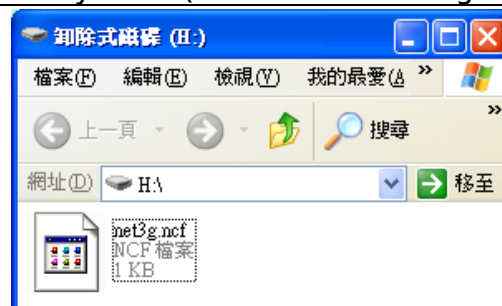 卸除式磁碟 (H:)
檔案(F) 編輯(E) 檢視(V) 我的最愛(A »
上一頁 搜尋 »
網址(D) H:\ 移至
net3g.ncf
NCF 檔案
1 KB